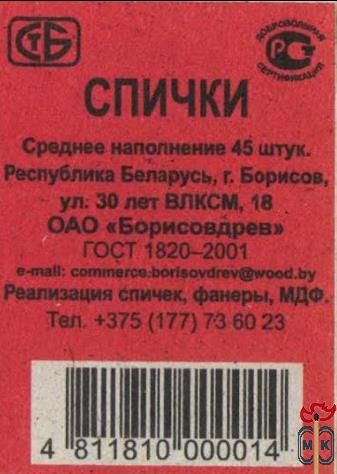 СТБ
ДОБРОВОЛЬНАЯ
РСТ
СЕРТИФИКАЦИЯ
СПИЧКИ
Среднее наполнение 45 штук.
Республика Беларусь, г. Борисов,
ул. 30 лет ВЛКСМ, 18
ОАО «Борисовдрев»
ГОСТ 1820–2001
e-mail: commerce.borisovdrev@wood.by
Реализация спичек, фанеры, МДФ.
Тел. +375 (177) 73 60 23
4 811810 000014
МК